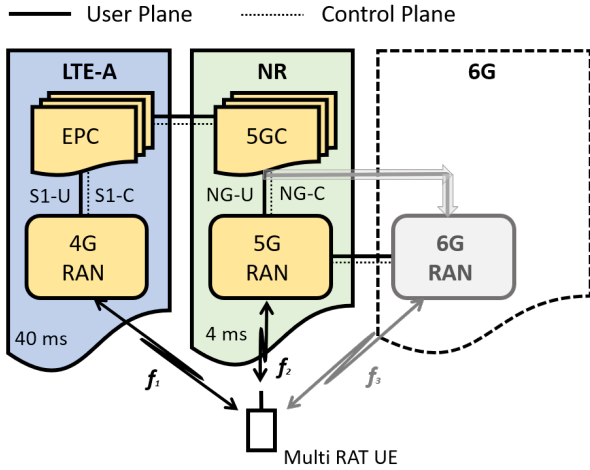 User Plane
Control Plane
LTE-A
NR
6G
EPC
5GC
S1-U
S1-C
NG-U
NG-C
4G
RAN
5G
RAN
6G
RAN
40 ms
4 ms
f₁
f₂
f₃
Multi RAT UE